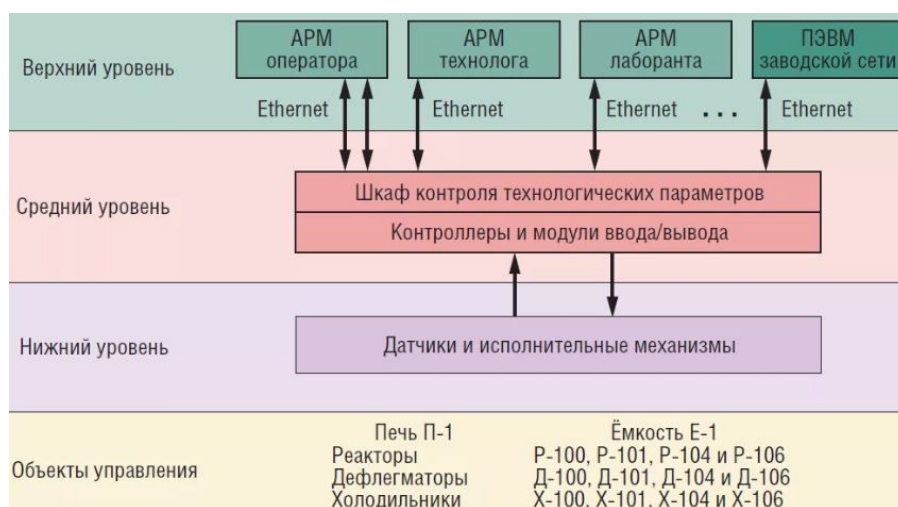 Верхний уровень
АРМ
оператора
АРМ
технолога
АРМ
лаборанта
ПЭВМ
заводской сети
Ethernet
Ethernet
Ethernet
...
Ethernet
Средний уровень
Шкаф контроля технологических параметров
Контроллеры и модули ввода/вывода
Нижний уровень
Датчики и исполнительные механизмы
Объекты управления
Печь П-1
Ёмкость Е-1
Реакторы
Р-100, Р-101, Р-104 и Р-106
Дефлегматоры
Д-100, Д-101, Д-104 и Д-106
Холодильники
Х-100, Х-101, Х-104 и Х-106